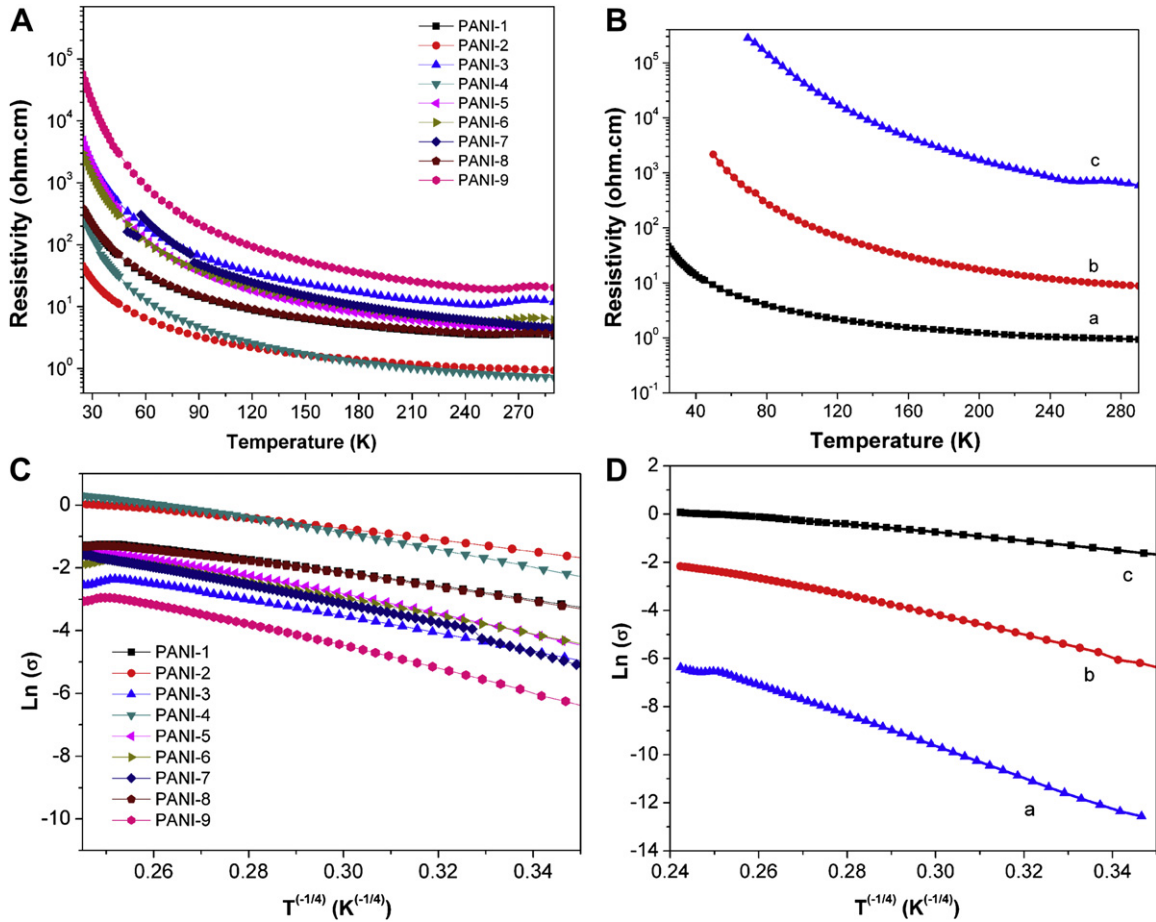 A
PANI-1
PANI-2
PANI-3
PANI-4
PANI-5
PANI-6
PANI-7
PANI-8
PANI-9
10^5
10^4
10^3
10^2
10^1
10^0
Resistivity (ohm.cm)
30 60 90 120 150 180 210 240 270
Temperature (K)
B
10^5
10^4
10^3
10^2
10^1
10^0
10^-1
Resistivity (ohm.cm)
c
b
a
40 80 120 160 200 240 280
Temperature (K)
C
0
-2
-4
-6
-8
-10
Ln (σ)
PANI-1
PANI-2
PANI-3
PANI-4
PANI-5
PANI-6
PANI-7
PANI-8
PANI-9
0.26 0.28 0.30 0.32 0.34
T^(-1/4) (K^(-1/4))
D
2
0
-2
-4
-6
-8
-10
-12
-14
Ln (σ)
c
b
a
0.24 0.26 0.28 0.30 0.32 0.34
T^(-1/4) (K^(-1/4))